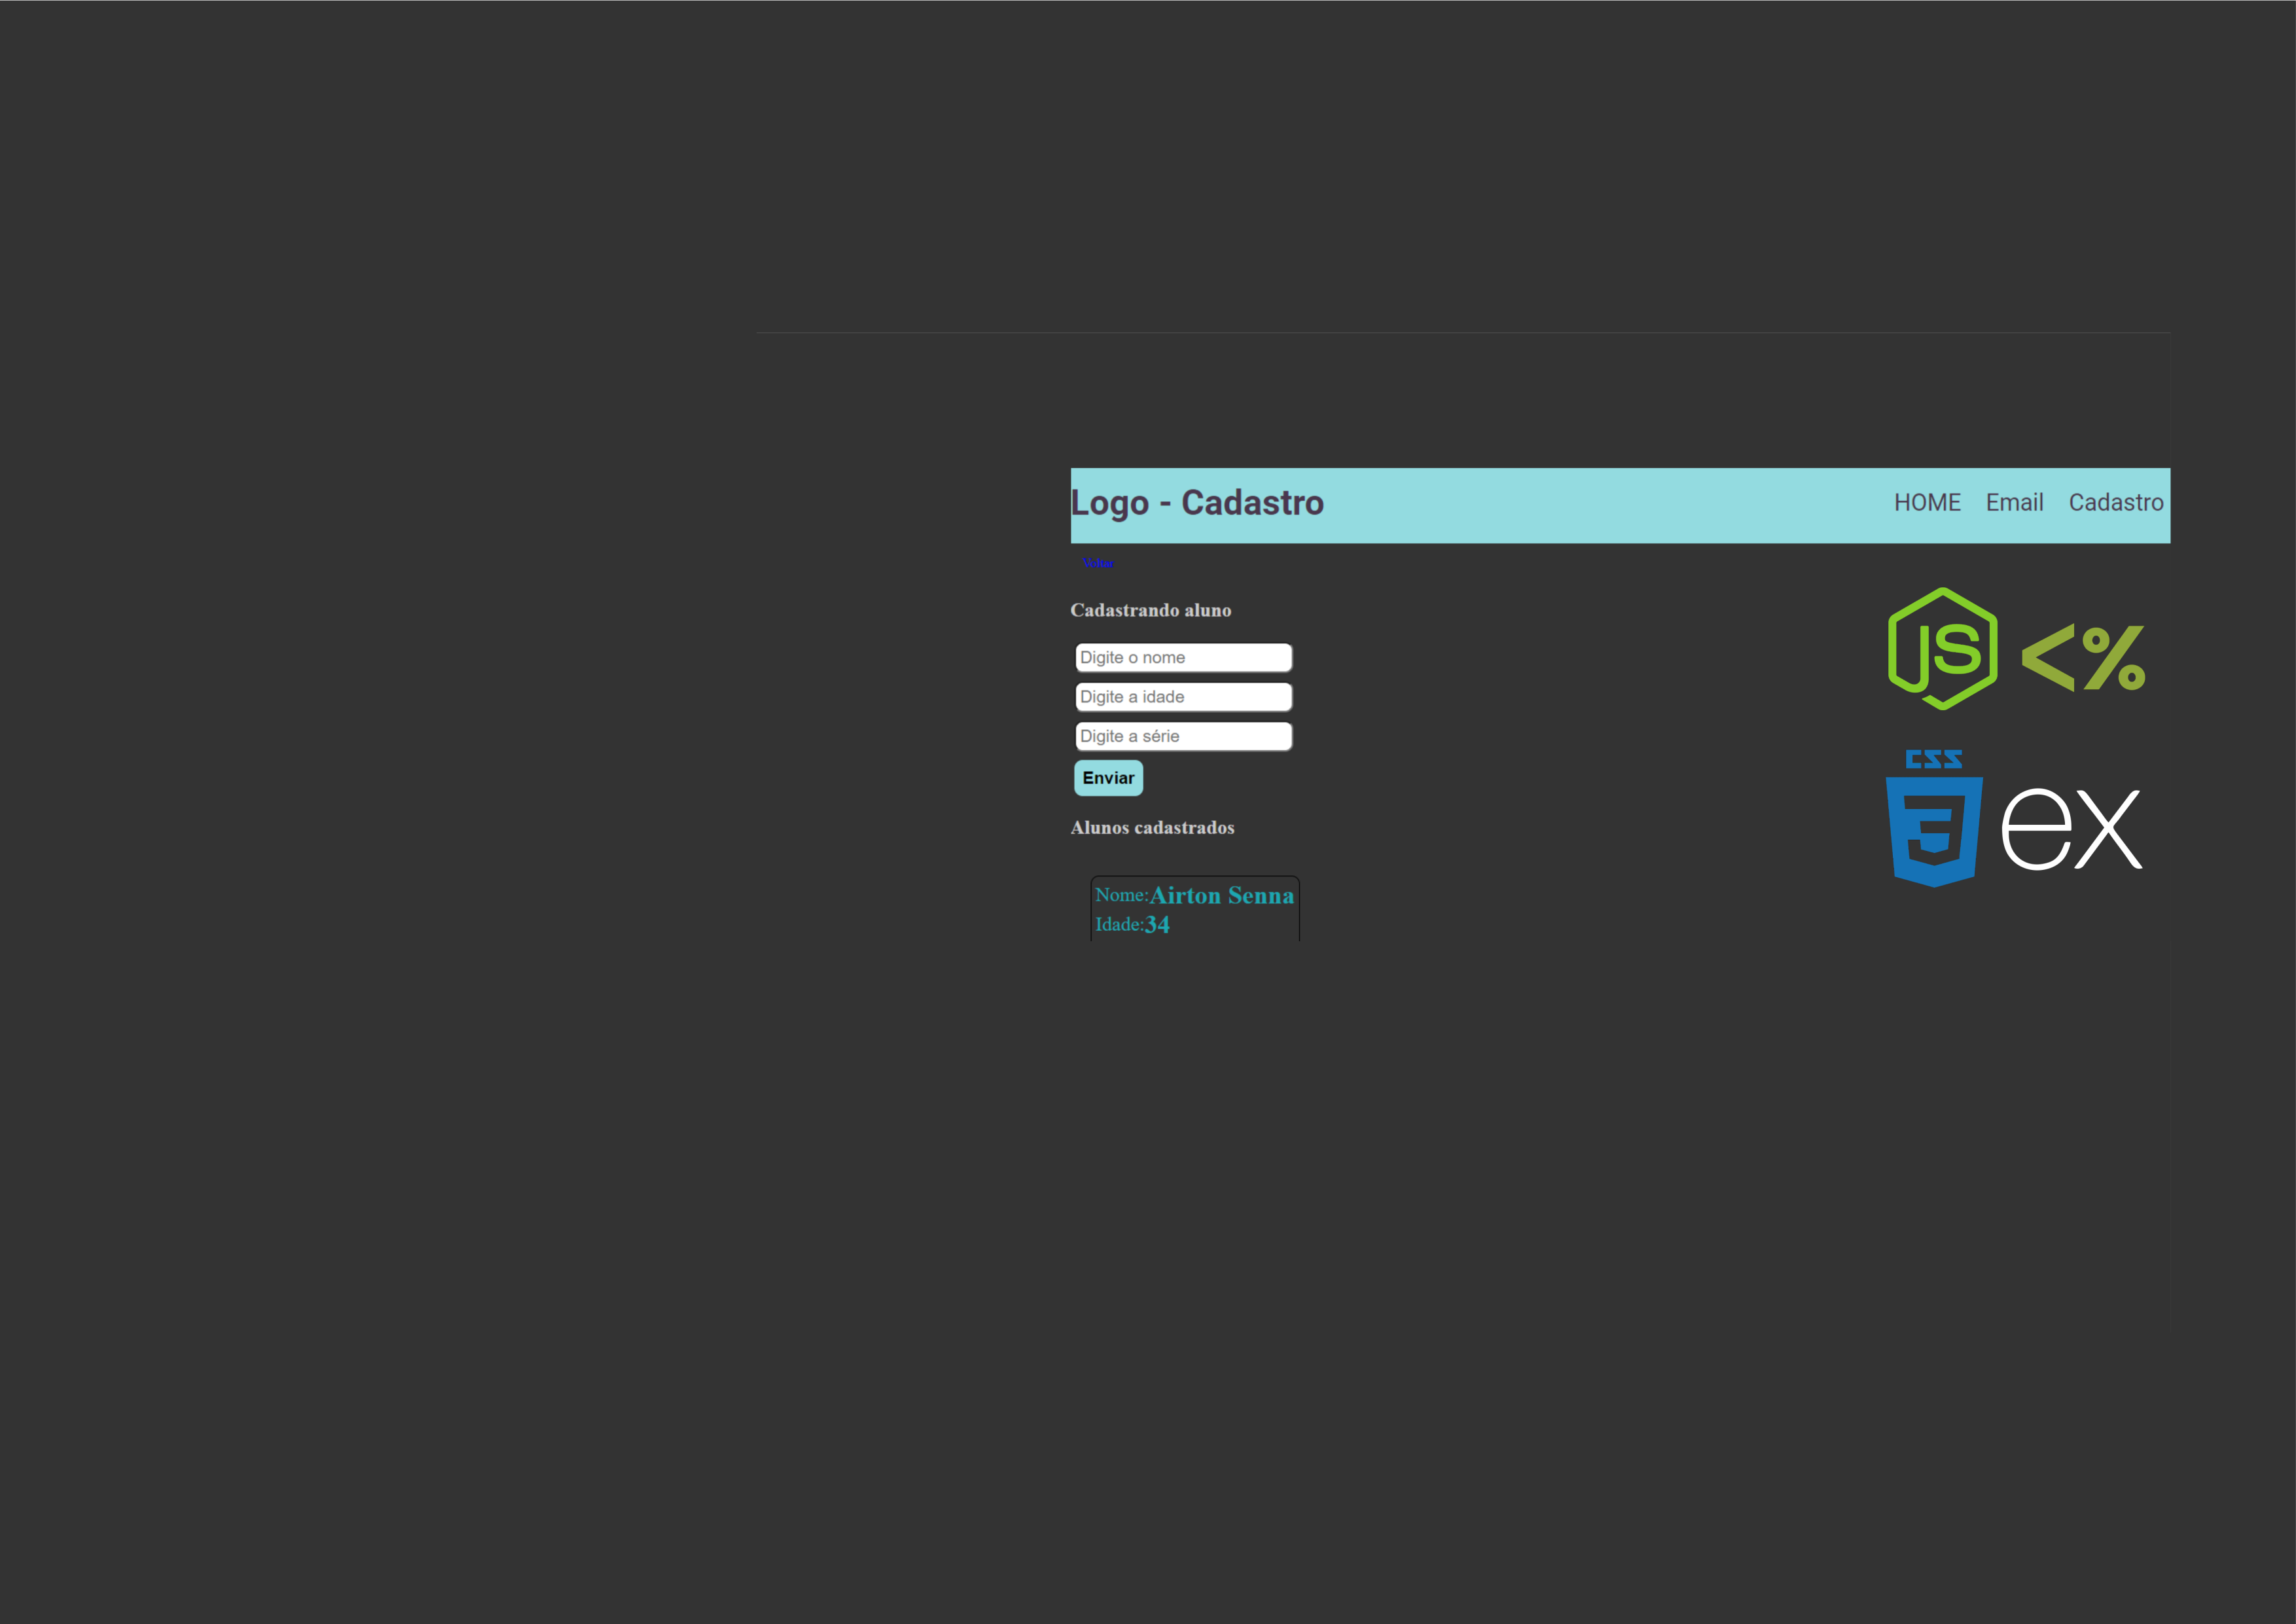 Logo - Cadastro HOME Email Cadastro
Voltar
Cadastrando aluno
Digite o nome
Digite a idade
Digite a série
Enviar
Alunos cadastrados
Nome:Airton Senna
Idade:34
JS <%
CSS
ex